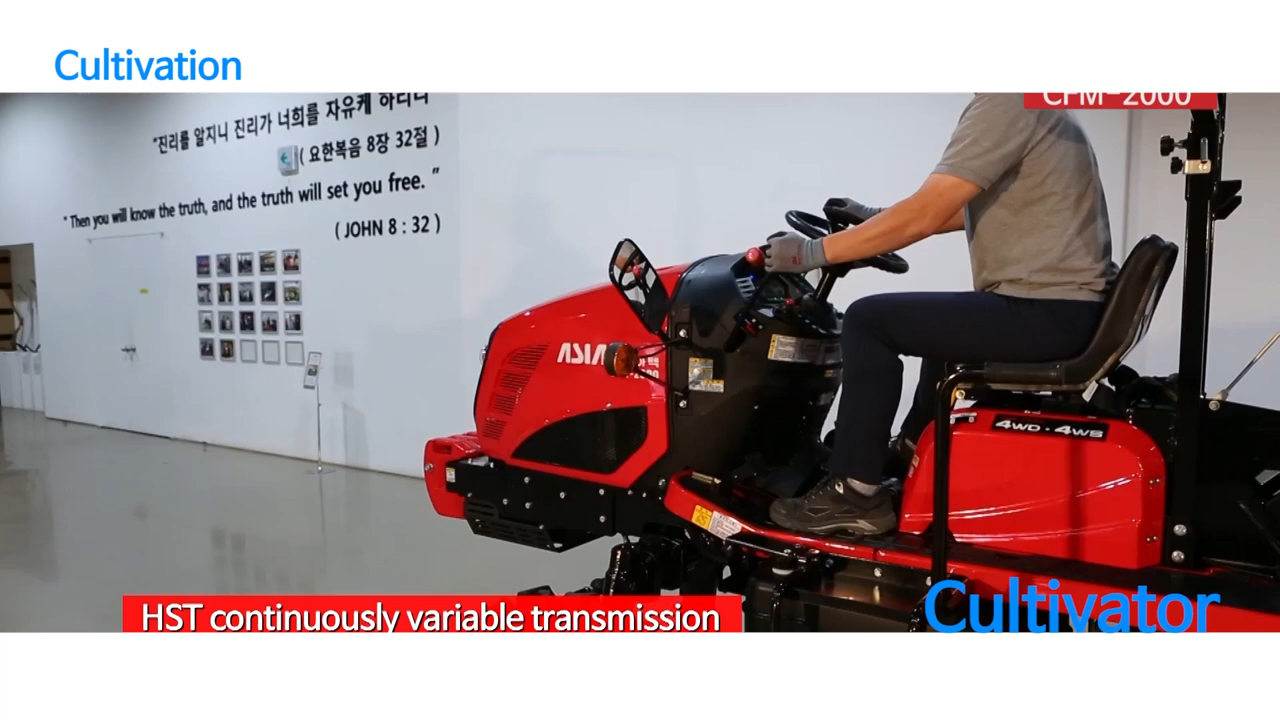 Cultivation
CPM-2000
"진리를 알지니 진리가 너희를 자유케 하리니
( 요한복음 8장 32절 )
" Then you will know the truth, and the truth will set you free. "
( JOHN 8 : 32 )
ASIA
4WD · 4WS
HST continuously variable transmission
Cultivator